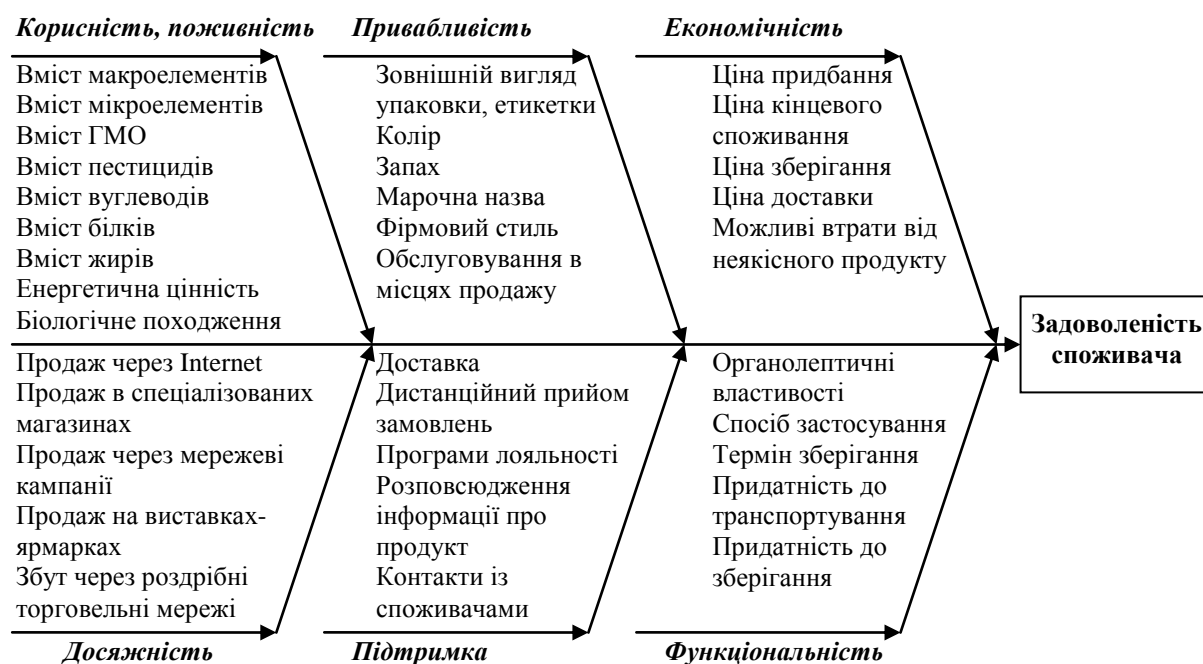 Корисність, поживність
Вміст макроелементів
Вміст мікроелементів
Вміст ГМО
Вміст пестицидів
Вміст вуглеводів
Вміст білків
Вміст жирів
Енергетична цінність
Біологічне походження
Привабливість
Зовнішній вигляд
упаковки, етикетки
Колір
Запах
Марочна назва
Фірмовий стиль
Обслуговування в
місцях продажу
Економічність
Ціна придбання
Ціна кінцевого
споживання
Ціна зберігання
Ціна доставки
Можливі втрати від
неякісного продукту
Задоволеність
споживача
Продаж через Internet
Продаж в спеціалізованих
магазинах
Продаж через мережеві
кампанії
Продаж на виставках-
ярмарках
Збут через роздрібні
торговельні мережі
Досяжність
Доставка
Дистанційний прийом
замовлень
Програми лояльності
Розповсюдження
інформації про
продукт
Контакти із
споживачами
Підтримка
Органолептичні
властивості
Спосіб застосування
Термін зберігання
Придатність до
транспортування
Придатність до
зберігання
Функціональність